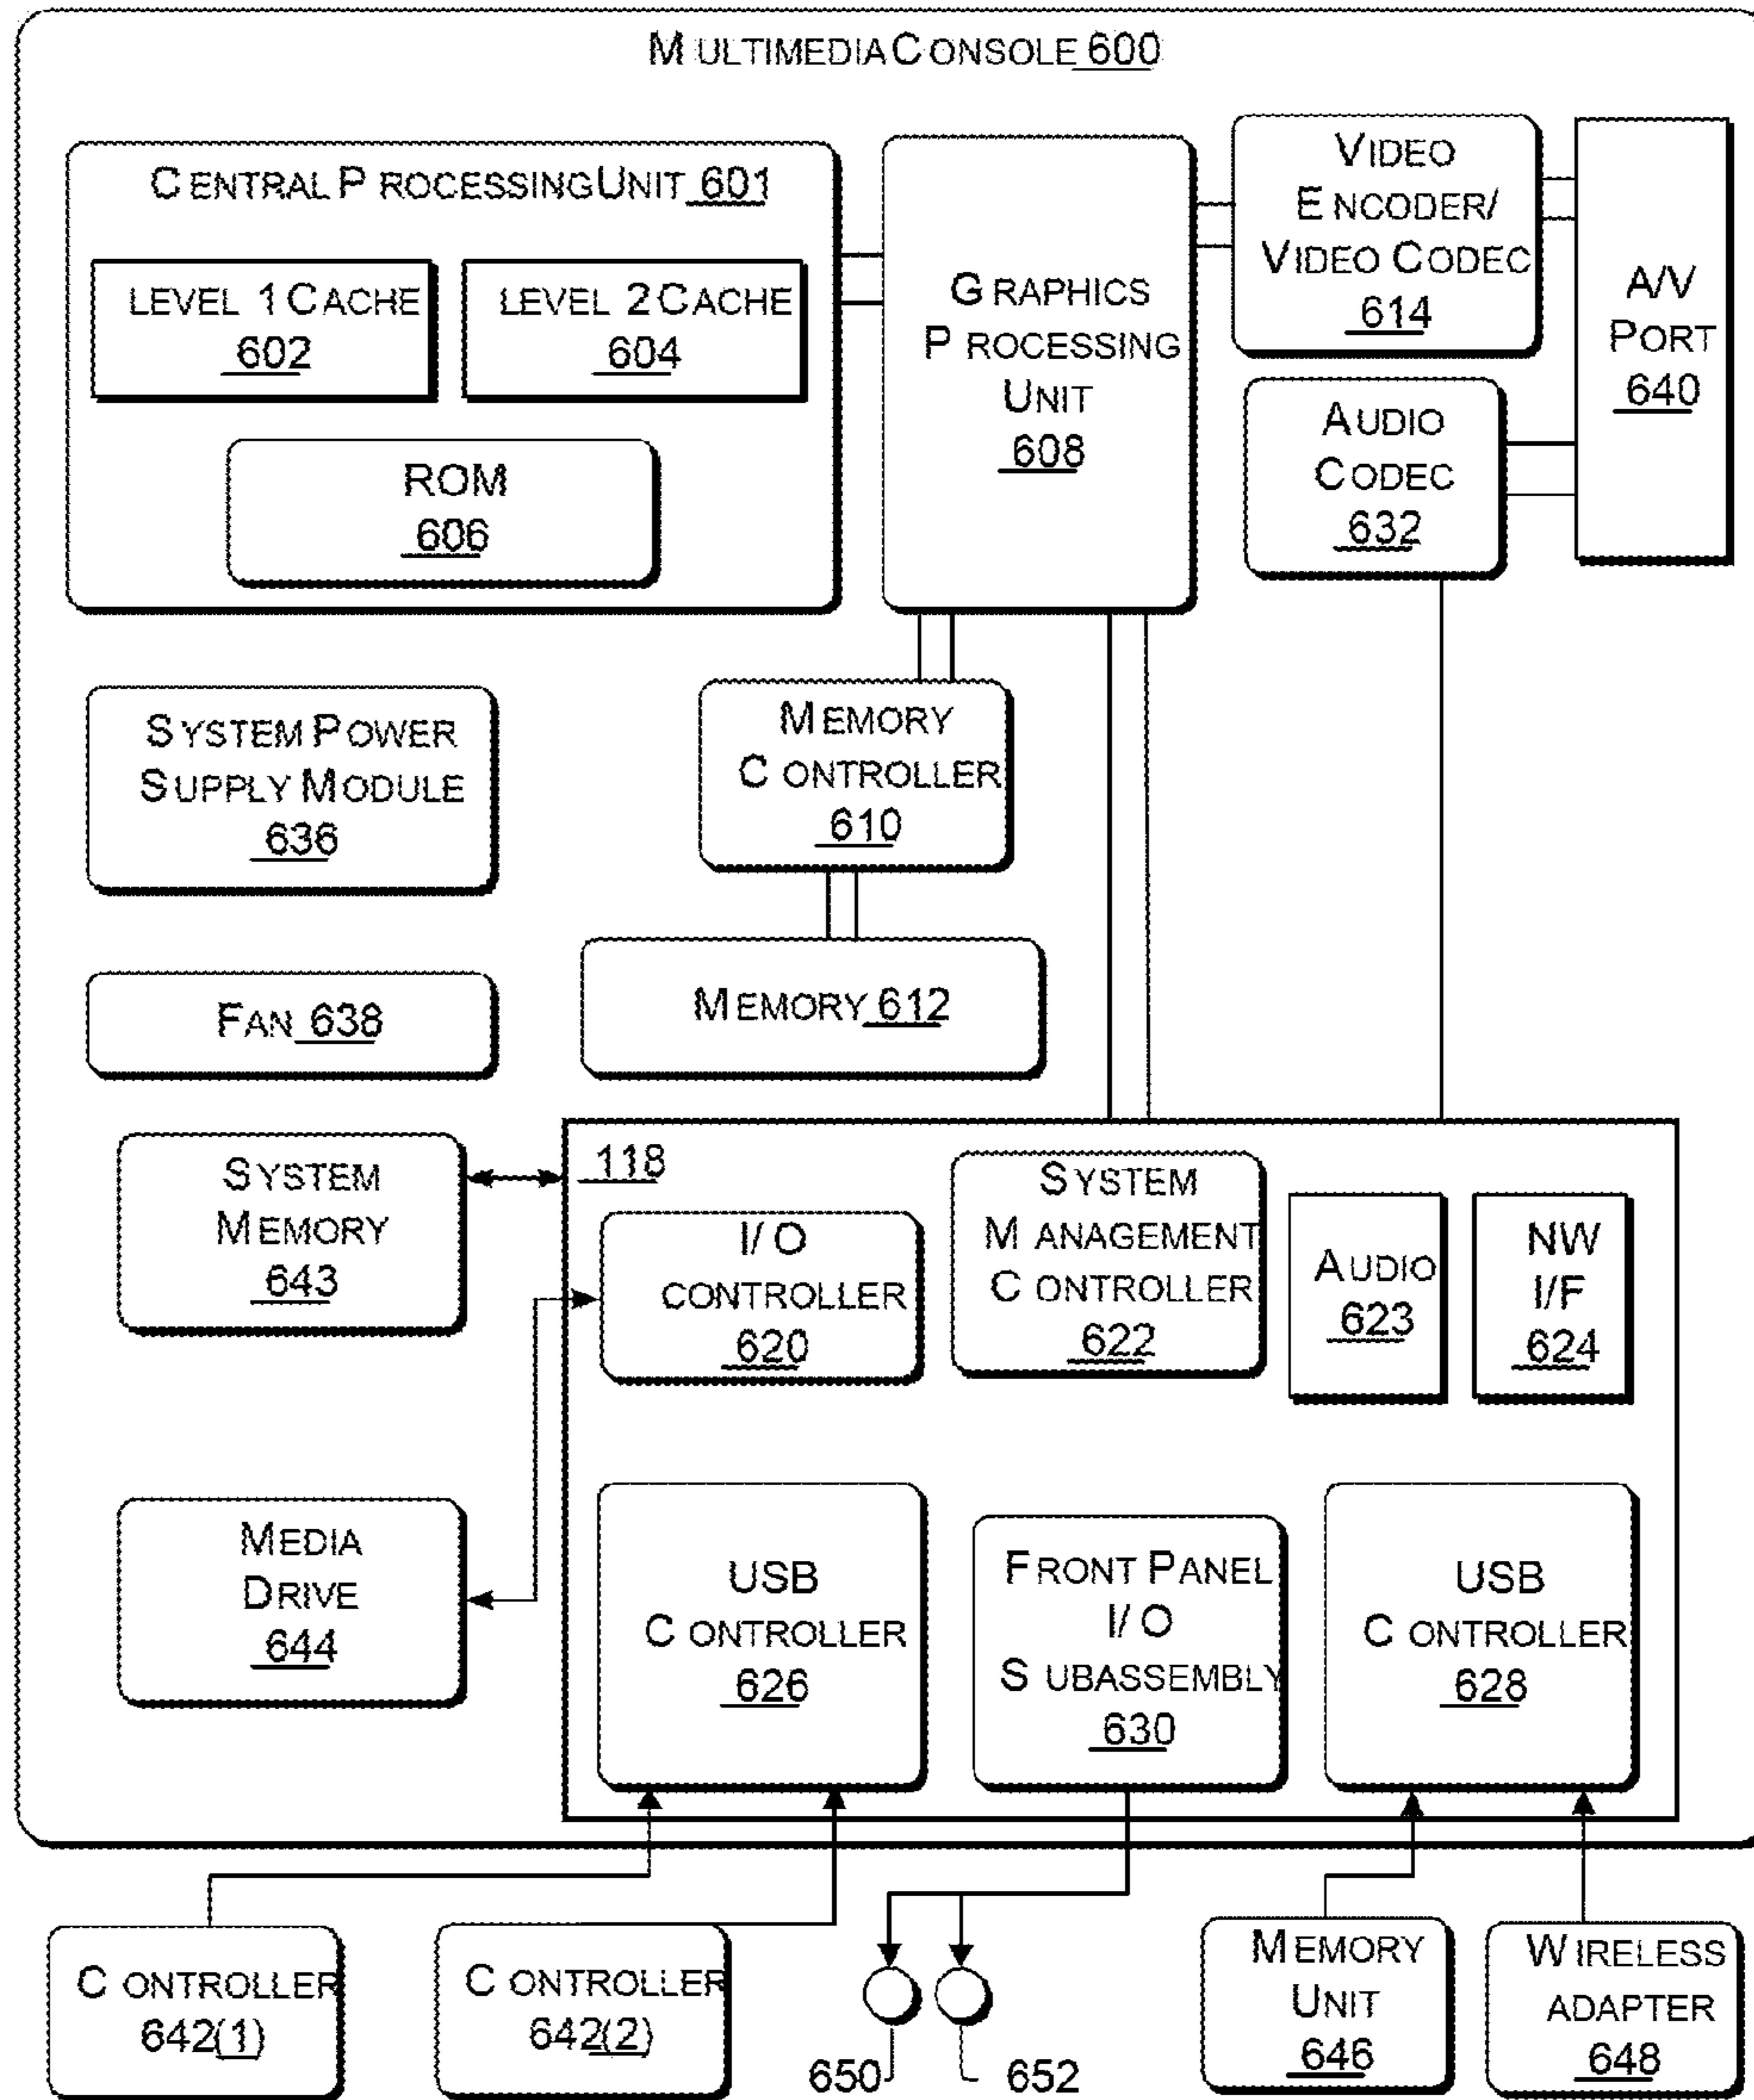 MULTIMEDIA CONSOLE 600
CENTRAL PROCESSING UNIT 601
LEVEL 1 CACHE
602
LEVEL 2 CACHE
604
ROM
606
GRAPHICS
PROCESSING
UNIT
608
VIDEO
ENCODER/
VIDEO CODEC
614
A/V
PORT
640
AUDIO
CODEC
632
SYSTEM POWER
SUPPLY MODULE
636
MEMORY
CONTROLLER
610
FAN 638
MEMORY 612
SYSTEM
MEMORY
643
118
I/O
CONTROLLER
620
SYSTEM
MANAGEMENT
CONTROLLER
622
AUDIO
623
NW
I/F
624
MEDIA
DRIVE
644
USB
CONTROLLER
626
FRONT PANEL
I/O
SUBASSEMBLY
630
USB
CONTROLLER
628
CONTROLLER
642(1)
CONTROLLER
642(2)
650
652
MEMORY
UNIT
646
WIRELESS
ADAPTER
648